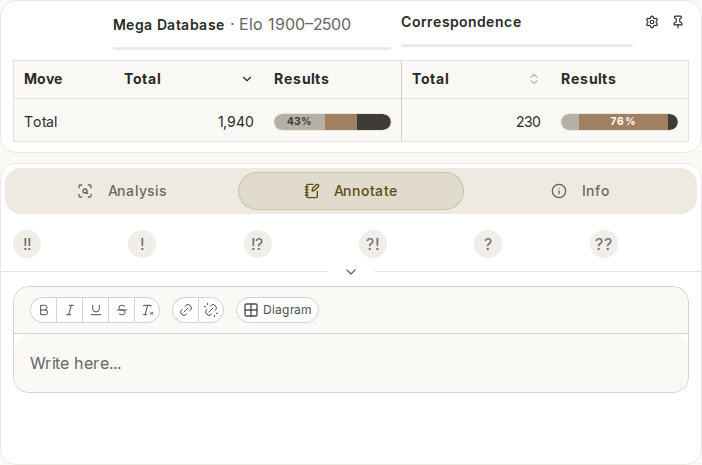 Mega Database · Elo 1900–2500 Correspondence
Move Total Results Total Results
Total 1,940 43% 230 76%
Analysis Annotate Info
!! ! !? ?! ? ??
B I U S Tx Diagram
Write here...